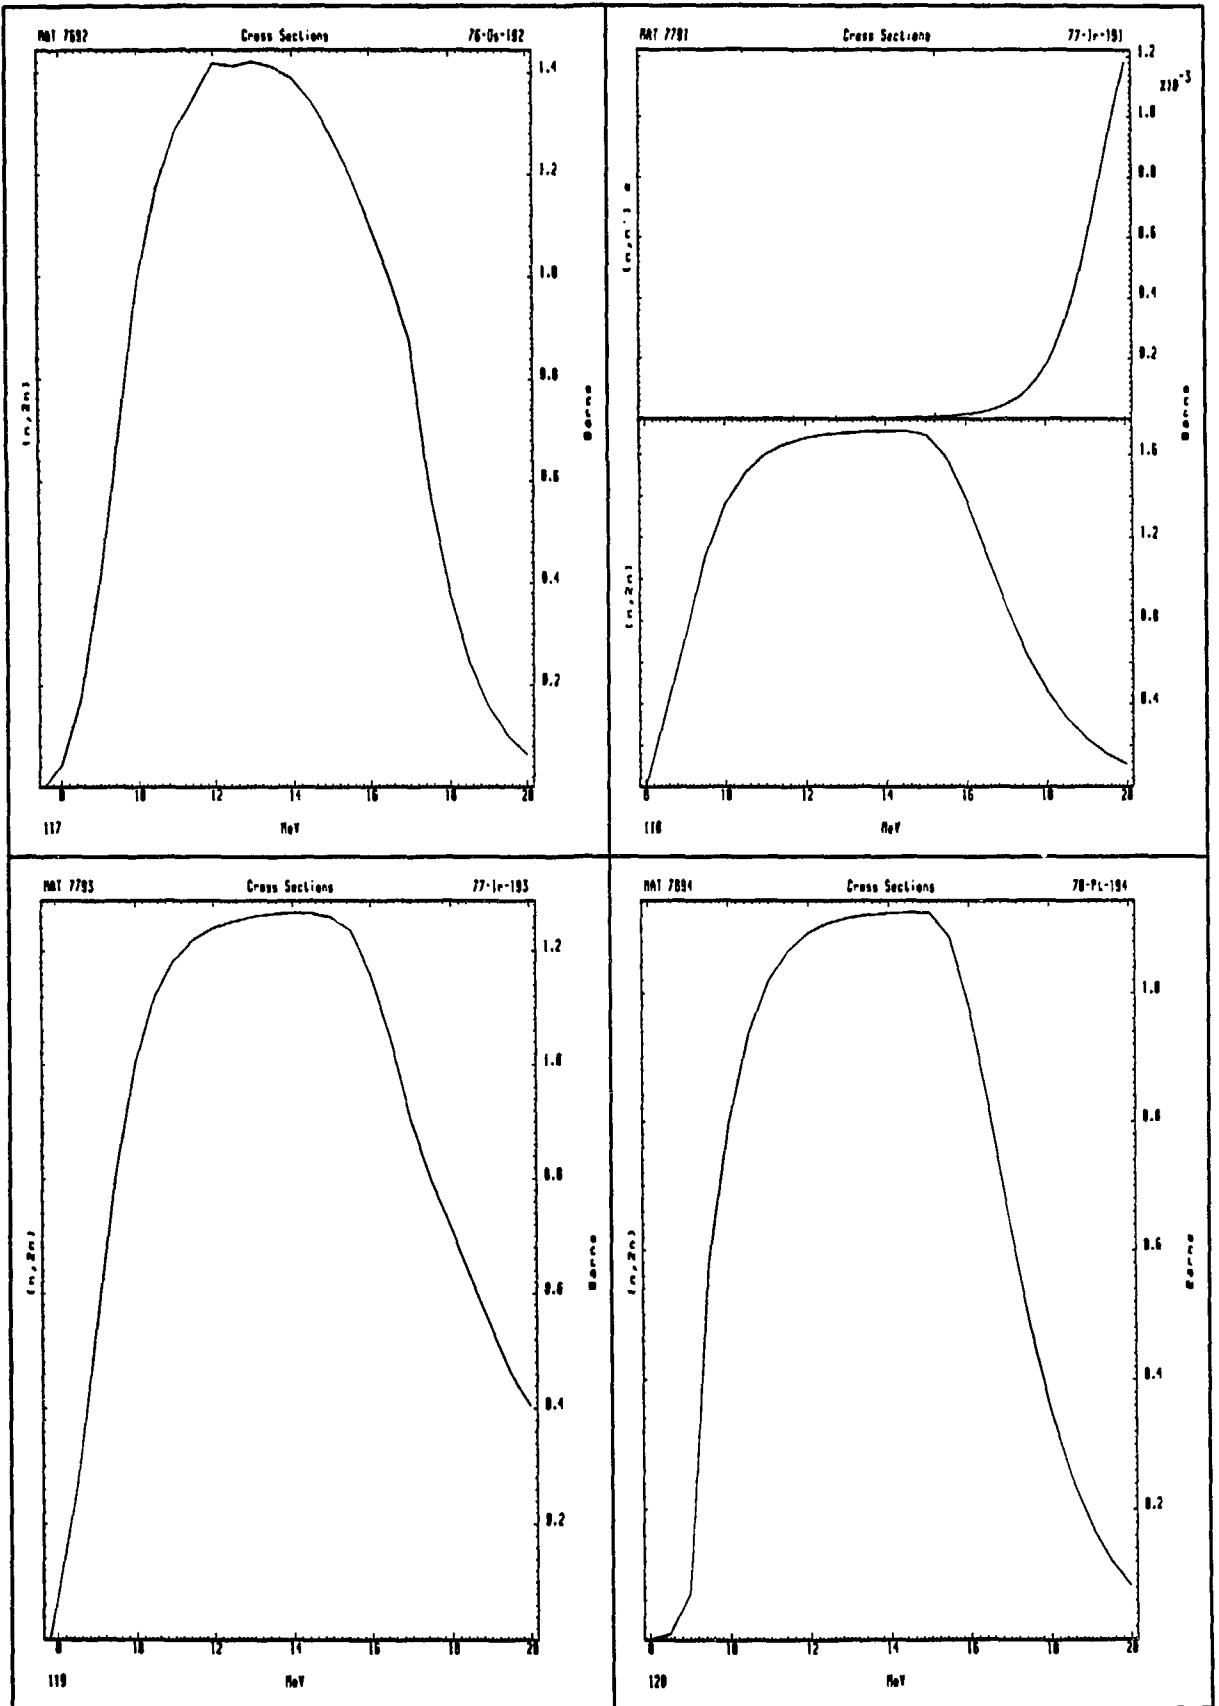 MAT 7692 Cross Sections 76-Os-192
(n,2n)
1.4
1.2
1.0
0.8
0.6
0.4
0.2
Barns
8 10 12 14 16 18 20
117 MeV
MAT 7791 Cross Sections 77-Ir-191
(n,n') α
1.2
x10-3
1.0
0.8
0.6
0.4
0.2
Barns
(n,2n)
1.6
1.2
0.8
0.4
8 10 12 14 16 18 20
118 MeV
MAT 7793 Cross Sections 77-Ir-193
(n,2n)
1.2
1.0
0.8
0.6
0.4
0.2
Barns
8 10 12 14 16 18 20
119 MeV
MAT 7894 Cross Sections 78-Pt-194
(n,2n)
1.0
0.8
0.6
0.4
0.2
Barns
8 10 12 14 16 18 20
120 MeV